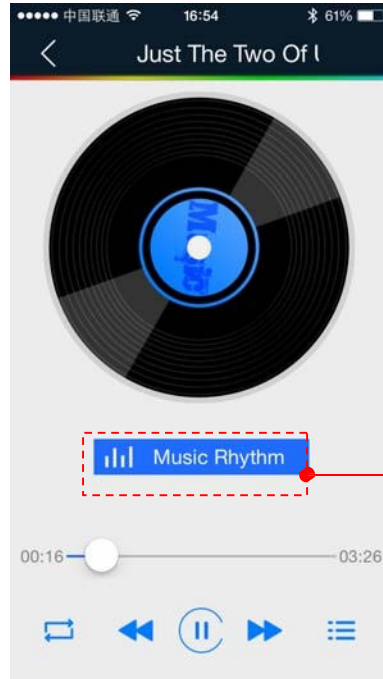 中国联通 16:54 61%
Just The Two Of U
Music
Music Rhythm
00:16 03:26